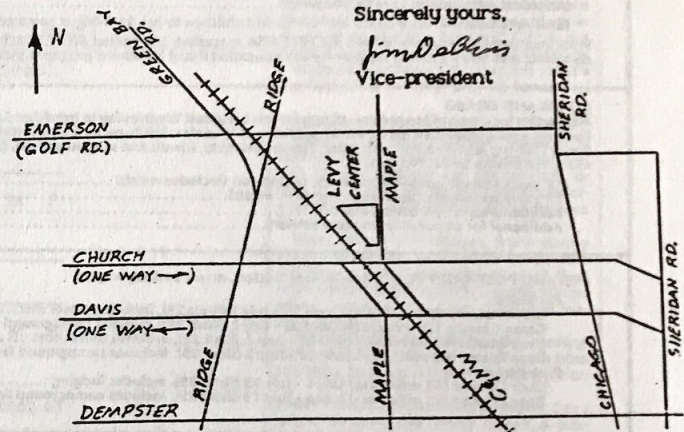 Sincerely yours,
Vice-president
N
GREEN BAY
RD.
RIDGE
SHERIDAN
RD.
EMERSON
(GOLF RD.)
LEVY
CENTER
MAPLE
CHURCH
(ONE WAY →)
DAVIS
(ONE WAY ←)
SHERIDAN RD.
RIDGE
MAPLE
C&NW
CHICAGO
DEMPSTER